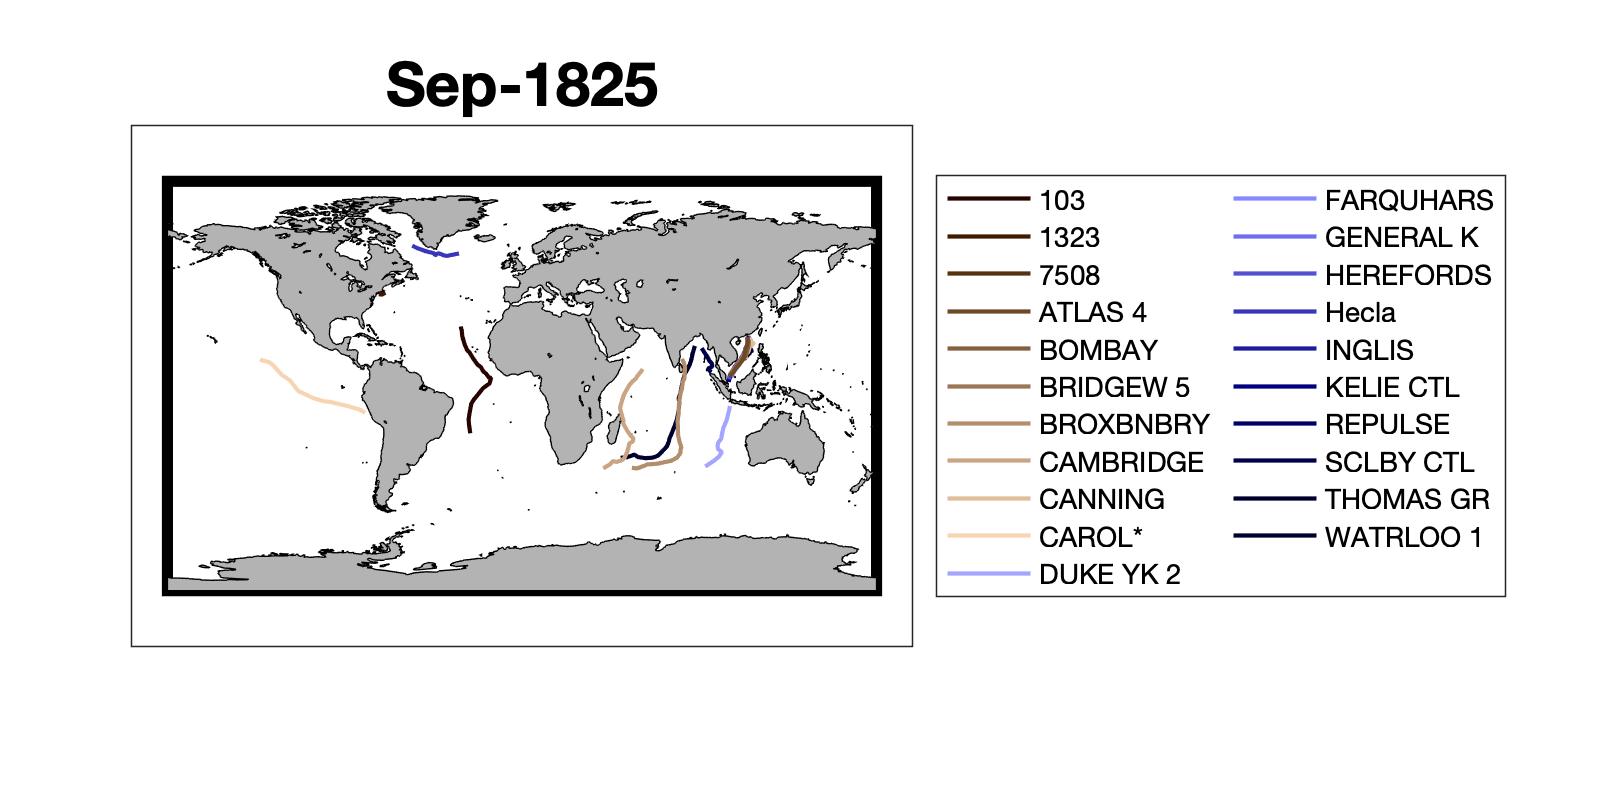 Sep-1825
103
1323
7508
ATLAS 4
BOMBAY
BRIDGEW 5
BROXBNBRY
CAMBRIDGE
CANNING
CAROL*
DUKE YK 2
FARQUHARS
GENERAL K
HEREFORDS
Hecla
INGLIS
KELIE CTL
REPULSE
SCLBY CTL
THOMAS GR
WATRLOO 1